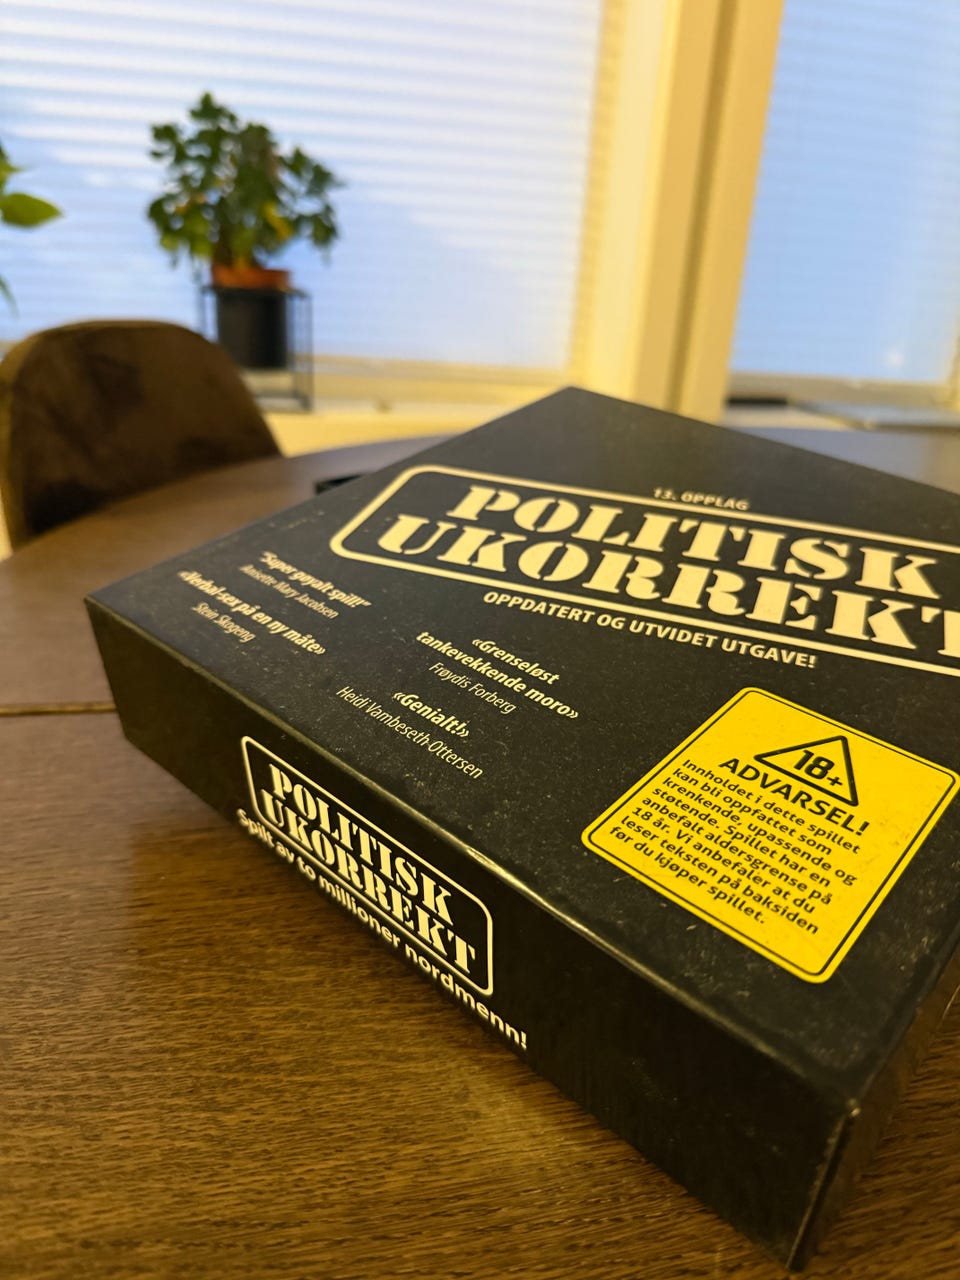 13. OPPLAG
POLITISK
UKORREKT
OPPDATERT OG UTVIDET UTGAVE!
"Super gøyalt spill!"
Annette Mary Jacobsen
«Verbal-sex på en ny måte»
Stein Skogeng
«Grenseløst
tankevekkende moro»
Frøydis Forberg
«Genialt!»
Heidi Vambeseth-Ottersen
18+
ADVARSEL!
Innholdet i dette spillet
kan bli oppfattet som
krenkende, upassende og
støtende. Spillet har en
anbefalt aldersgrense på
18 år. Vi anbefaler at du
leser teksten på baksiden
før du kjøper spillet.
POLITISK
UKORREKT
Spilt av to millioner nordmenn!